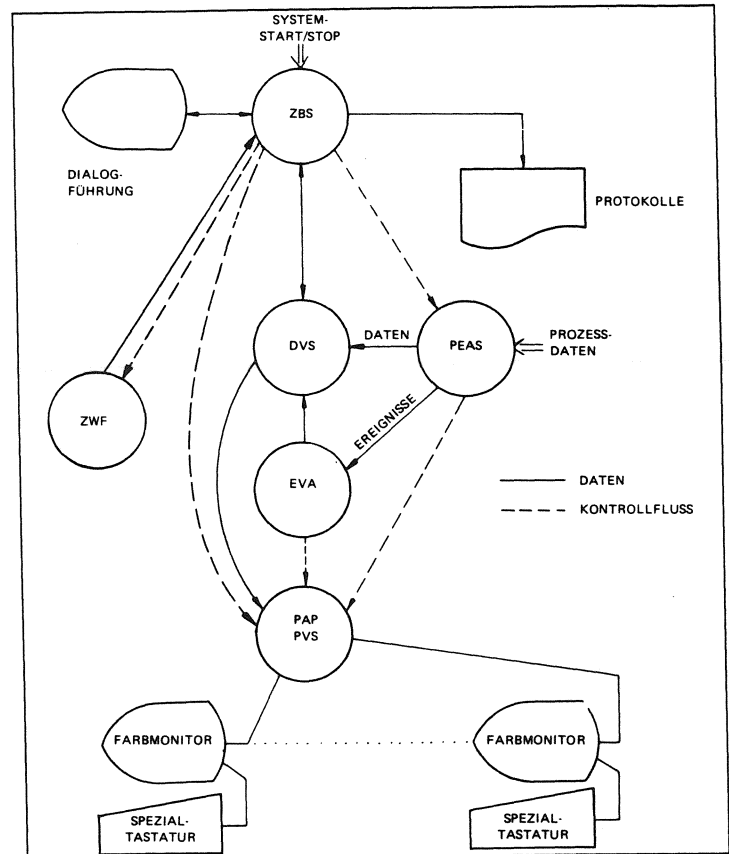 SYSTEM-
START/STOP
ZBS
DIALOG-
FÜHRUNG
PROTOKOLLE
DVS
DATEN
PEAS
PROZESS-
DATEN
ZWF
EREIGNISSE
EVA
DATEN
KONTROLLFLUSS
PAP
PVS
FARBMONITOR
FARBMONITOR
SPEZIAL-
TASTATUR
SPEZIAL-
TASTATUR